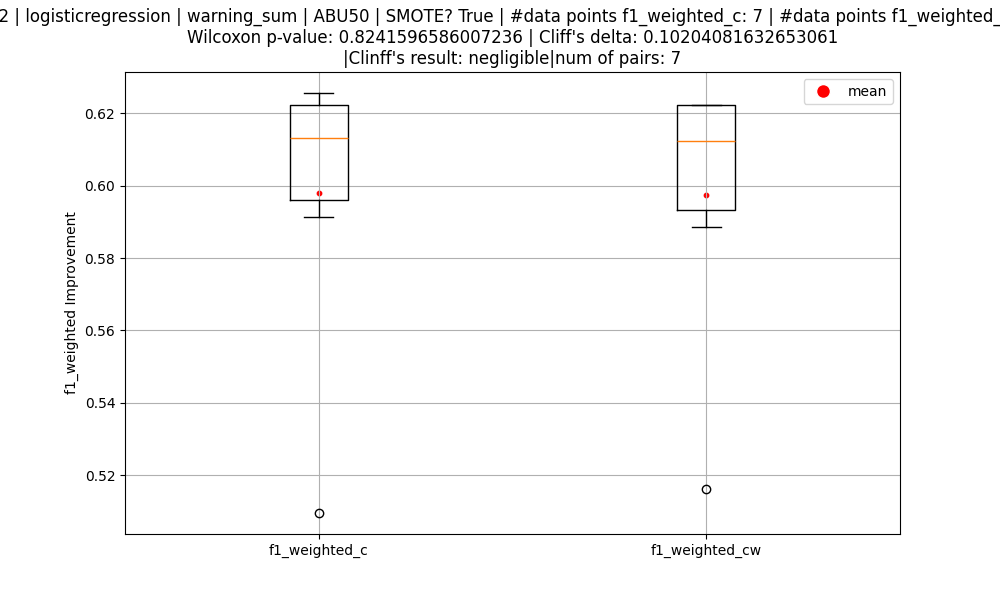 2 | logisticregression | warning_sum | ABU50 | SMOTE? True | #data points f1_weighted_c: 7 | #data points f1_weighted_
Wilcoxon p-value: 0.8241596586007236 | Cliff's delta: 0.10204081632653061
|Clinff's result: negligible|num of pairs: 7
mean
f1_weighted Improvement
0.62
0.60
0.58
0.56
0.54
0.52
f1_weighted_c
f1_weighted_cw